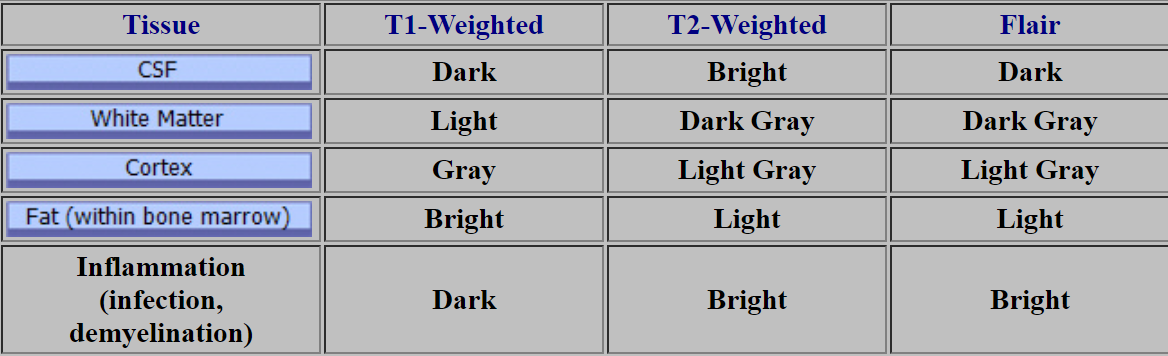 Tissue T1-Weighted T2-Weighted Flair
CSF Dark Bright Dark
White Matter Light Dark Gray Dark Gray
Cortex Gray Light Gray Light Gray
Fat (within bone marrow) Bright Light Light
Inflammation
(infection,
demyelination) Dark Bright Bright